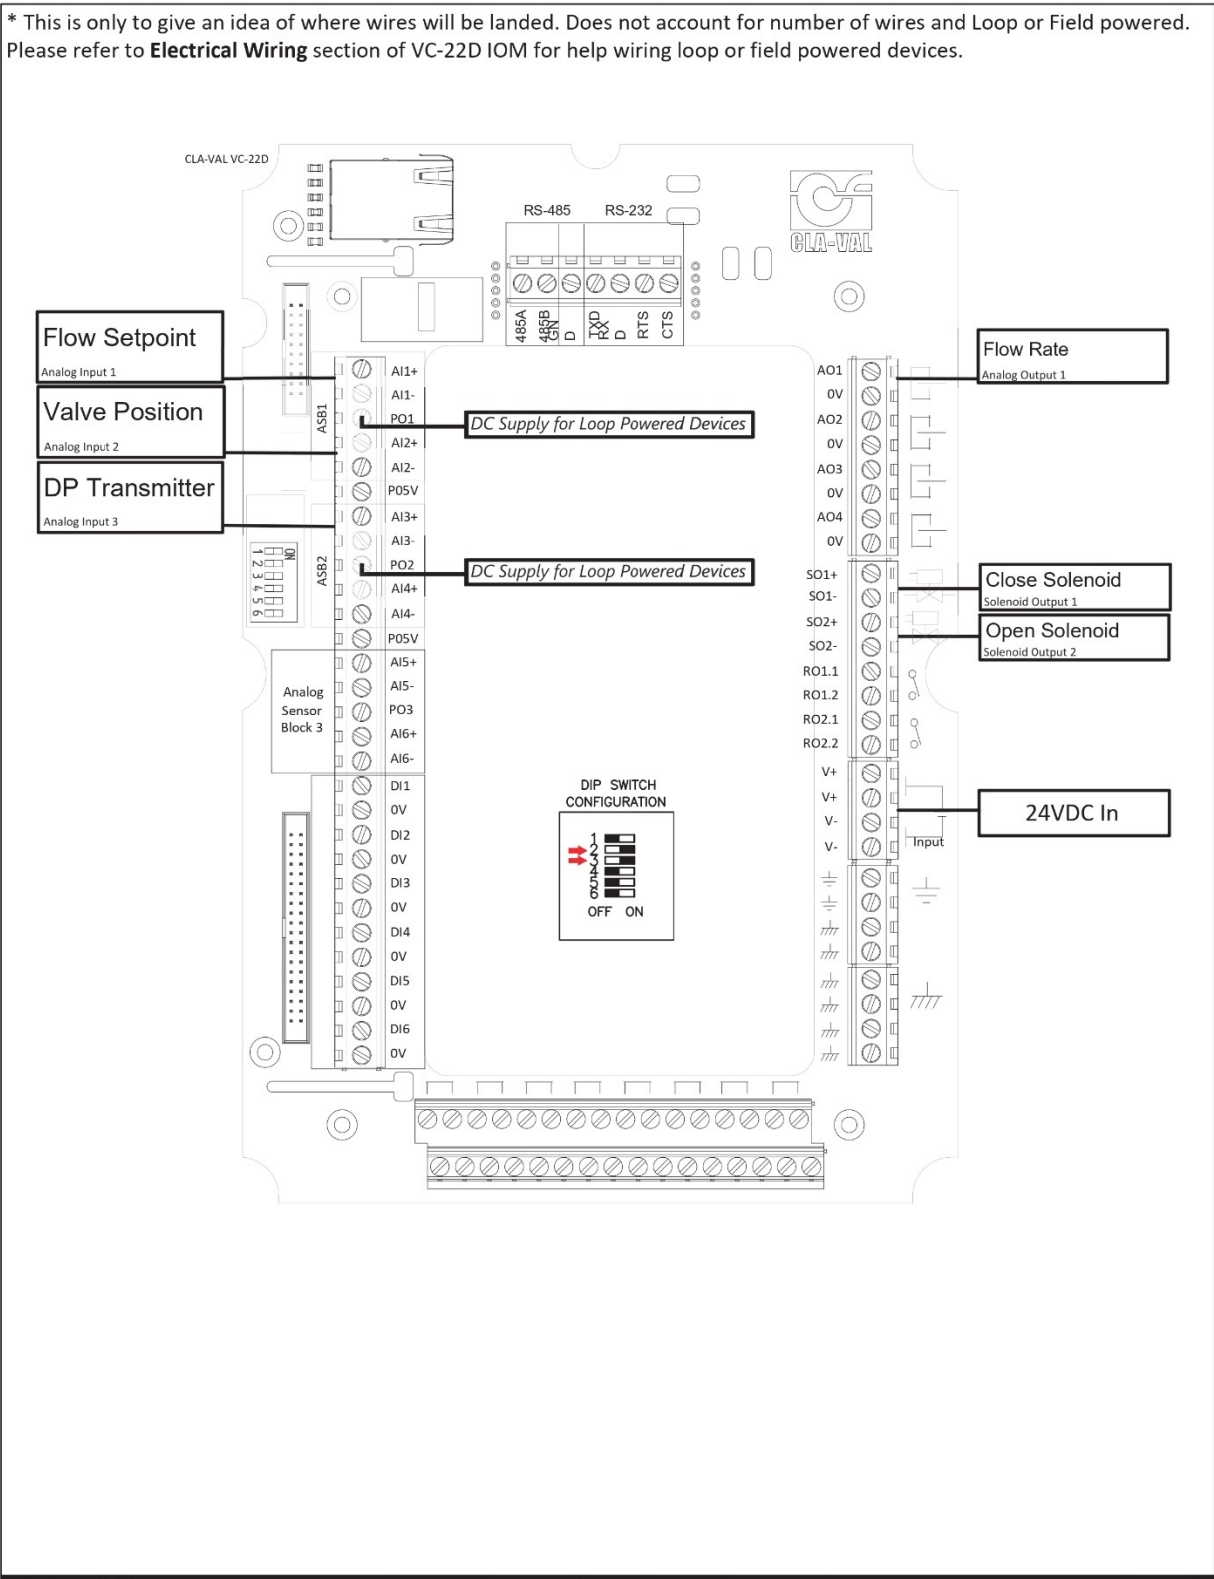 * This is only to give an idea of where wires will be landed. Does not account for number of wires and Loop or Field powered.
Please refer to Electrical Wiring section of VC-22D IOM for help wiring loop or field powered devices.
CLA-VAL VC-22D
CLA-VAL
RS-485 RS-232
485A
485B
GN
D
TXD
RX
D
RTS
CTS
Flow Setpoint
Analog Input 1
Valve Position
Analog Input 2
DP Transmitter
Analog Input 3
ASB1
ASB2
ON
1
2
3
4
5
6
Analog
Sensor
Block 3
AI1+
AI1-
PO1
AI2+
AI2-
P05V
AI3+
AI3-
PO2
AI4+
AI4-
P05V
AI5+
AI5-
PO3
AI6+
AI6-
DI1
0V
DI2
0V
DI3
0V
DI4
0V
DI5
0V
DI6
0V
DC Supply for Loop Powered Devices
DC Supply for Loop Powered Devices
DIP SWITCH
CONFIGURATION
1
2
3
4
5
6
OFF ON
AO1
0V
AO2
0V
AO3
0V
AO4
0V
SO1+
SO1-
SO2+
SO2-
RO1.1
RO1.2
RO2.1
RO2.2
V+
V+
V-
V-
Input
Flow Rate
Analog Output 1
Close Solenoid
Solenoid Output 1
Open Solenoid
Solenoid Output 2
24VDC In